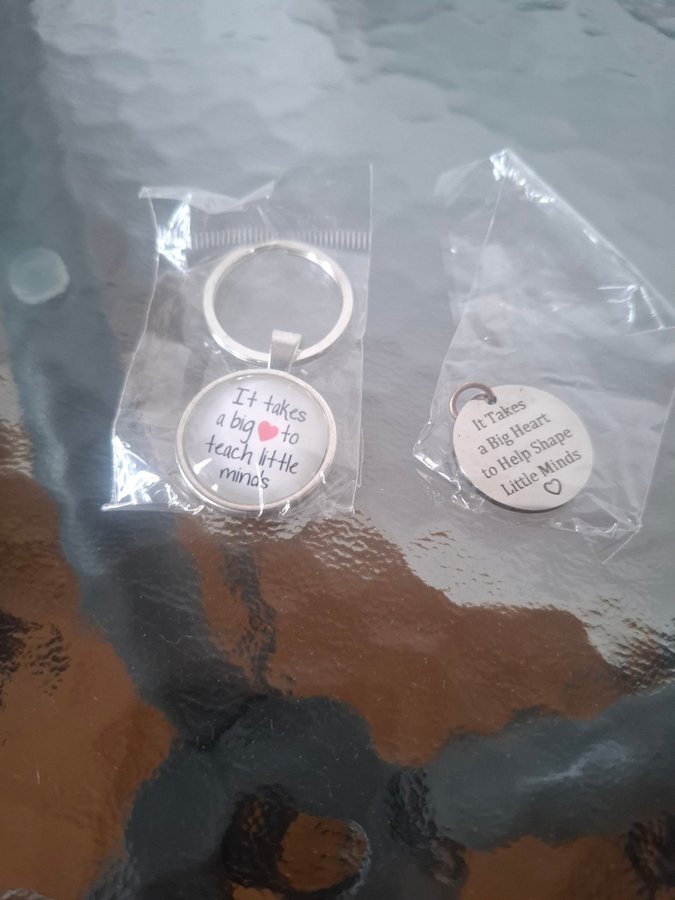 It takes
a big ❤ to
teach little
minds
It Takes
a Big Heart
to Help Shape
Little Minds
♡